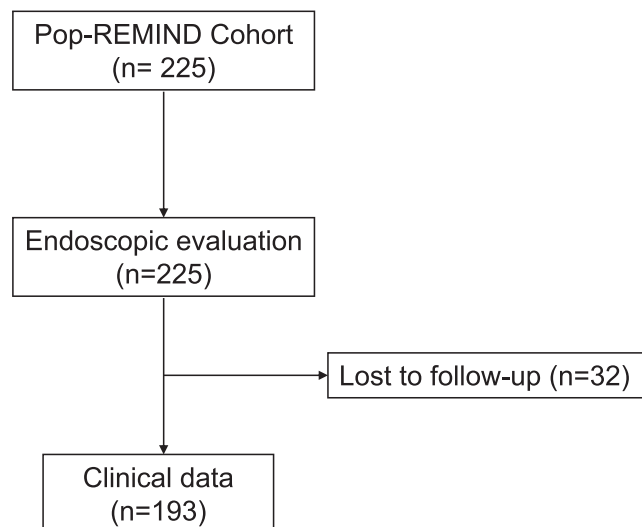 Pop-REMIND Cohort
(n= 225)
Endoscopic evaluation
(n=225)
Lost to follow-up (n=32)
Clinical data
(n=193)